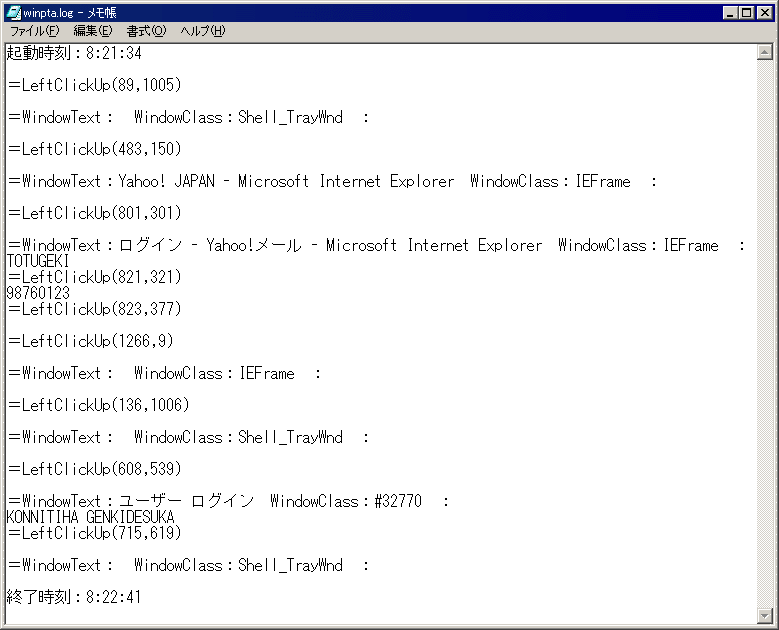 winpta.log - メモ帳
ファイル(F) 編集(E) 書式(O) ヘルプ(H)
起動時刻：8:21:34
＝LeftClickUp(89,1005)
＝WindowText：　WindowClass：Shell_TrayWnd　：
＝LeftClickUp(483,150)
＝WindowText：Yahoo! JAPAN - Microsoft Internet Explorer　WindowClass：IEFrame　：
＝LeftClickUp(801,301)
＝WindowText：ログイン - Yahoo!メール - Microsoft Internet Explorer　WindowClass：IEFrame　：
TOTUGEKI
＝LeftClickUp(821,321)
98760123
＝LeftClickUp(823,377)
＝LeftClickUp(1266,9)
＝WindowText：　WindowClass：IEFrame　：
＝LeftClickUp(136,1006)
＝WindowText：　WindowClass：Shell_TrayWnd　：
＝LeftClickUp(608,539)
＝WindowText：ユーザー ログイン　WindowClass：#32770　：
KONNITIHA GENKIDESUKA
＝LeftClickUp(715,619)
＝WindowText：　WindowClass：Shell_TrayWnd　：
終了時刻：8:22:41